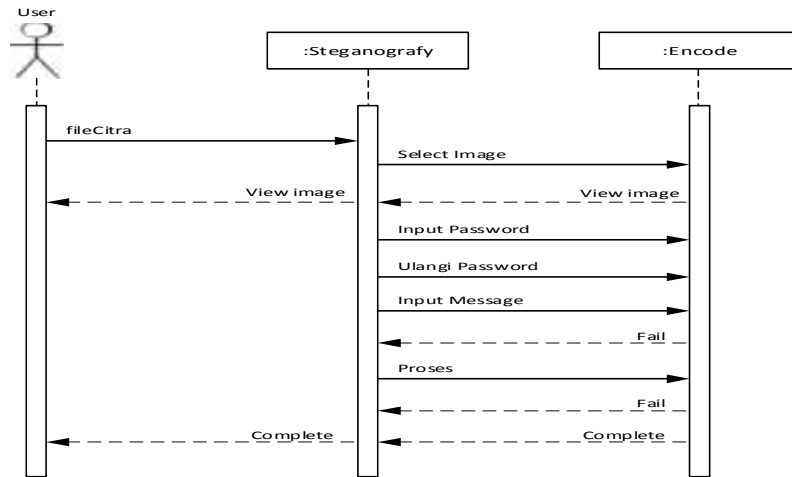 User
:Steganografy
:Encode
fileCitra
Select Image
View image
View image
Input Password
Ulangi Password
Input Message
Fail
Proses
Fail
Complete
Complete